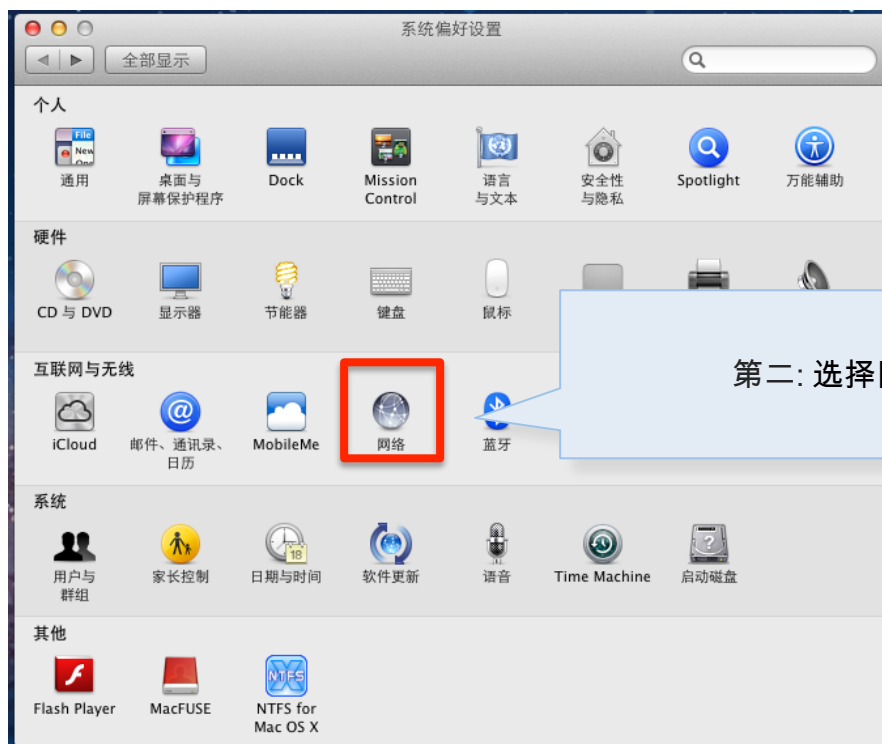 系统偏好设置
全部显示
个人
File
New
通用
桌面与
屏幕保护程序
Dock
Mission
Control
语言
与文本
安全性
与隐私
Spotlight
万能辅助
硬件
CD 与 DVD
显示器
节能器
键盘
鼠标
第二: 选择
互联网与无线
iCloud
@
邮件、通讯录、
日历
MobileMe
网络
蓝牙
系统
用户与
群组
家长控制
18
日期与时间
软件更新
语音
Time Machine
?
启动磁盘
其他
Flash Player
MacFUSE
NTFS
NTFS for
Mac OS X